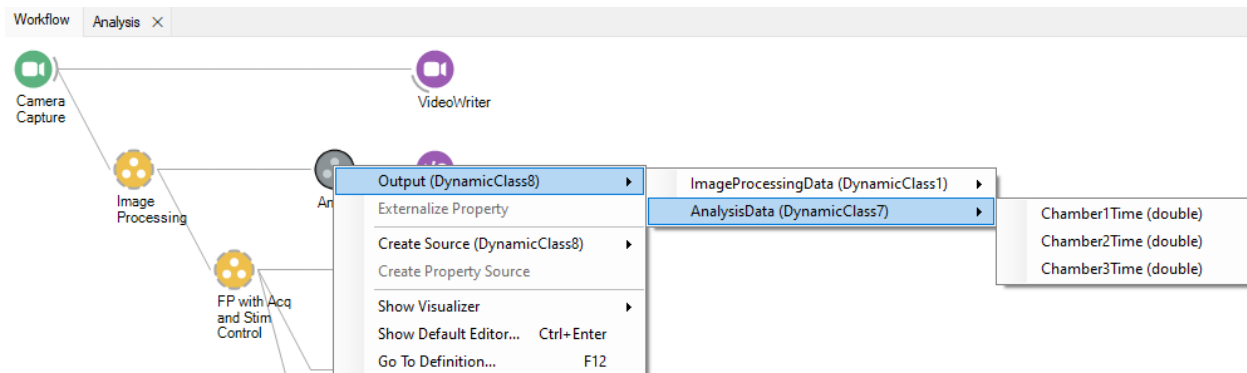 Workflow
Analysis
Camera
Capture
VideoWriter
Image
Processing
An
FP with Acq
and Stim
Control
Output (DynamicClass8)
Externalize Property
Create Source (DynamicClass8)
Create Property Source
Show Visualizer
Show Default Editor... Ctrl+Enter
Go To Definition... F12
ImageProcessingData (DynamicClass1)
AnalysisData (DynamicClass7)
Chamber1Time (double)
Chamber2Time (double)
Chamber3Time (double)